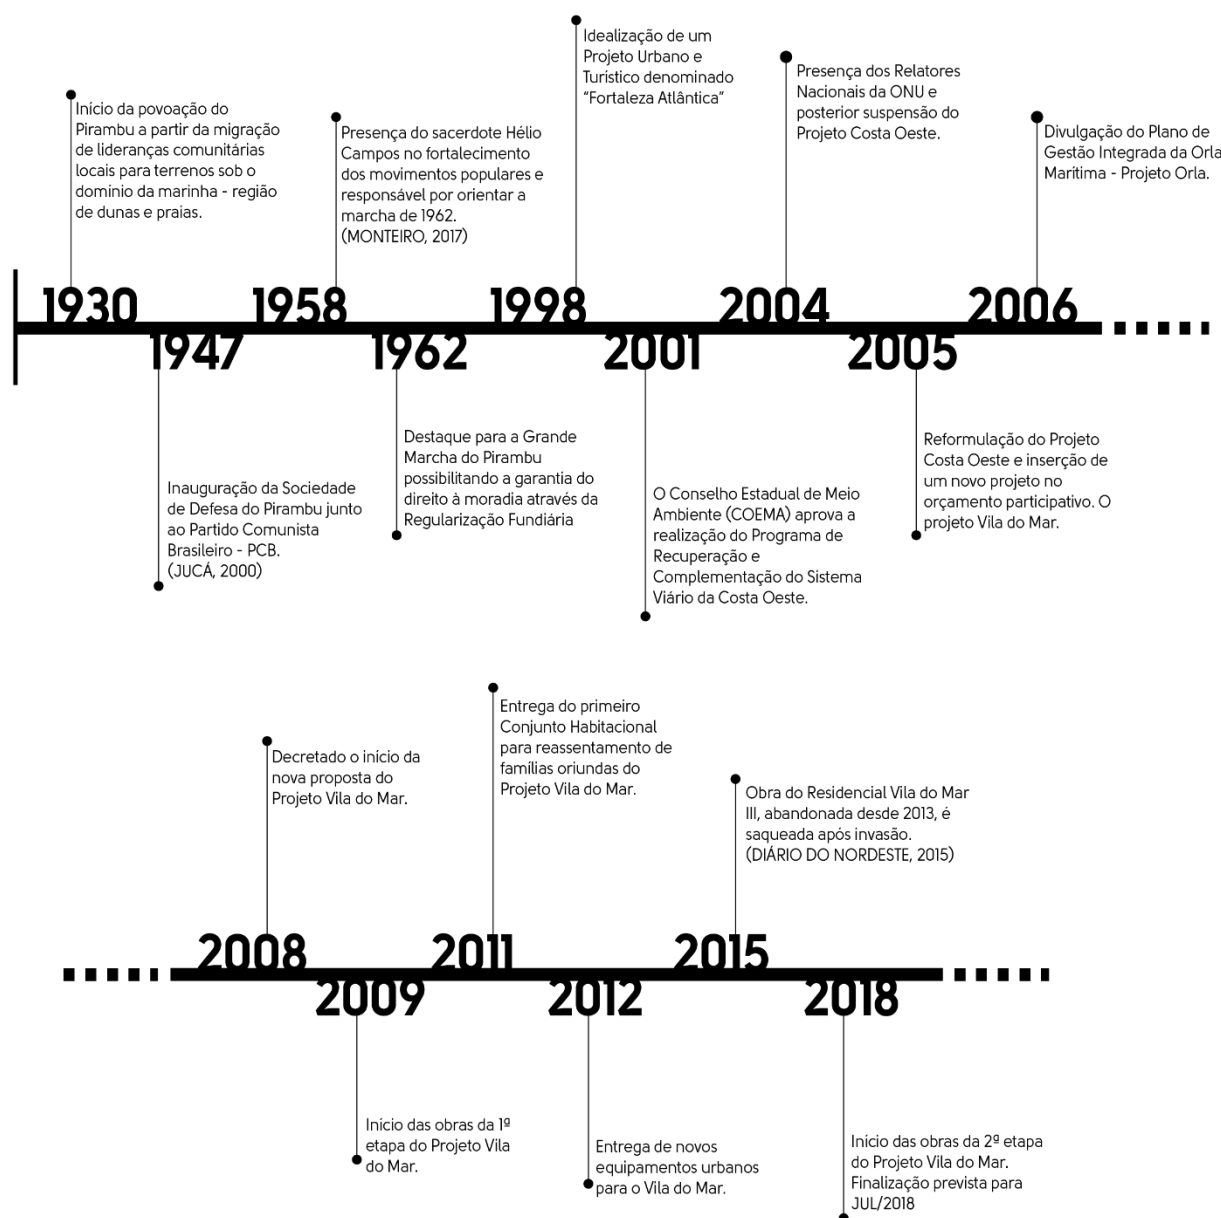 1930
Início da povoação do
Pirambu a partir da migração
de lideranças comunitárias
locais para terrenos sob o
domínio da marinha - região
de dunas e praias.
1947
Inauguração da Sociedade
de Defesa do Pirambu junto
ao Partido Comunista
Brasileiro - PCB.
(JUCÁ, 2000)
1958
Presença do sacerdote Hélio
Campos no fortalecimento
dos movimentos populares e
responsável por orientar a
marcha de 1962.
(MONTEIRO, 2017)
1962
Destaque para a Grande
Marcha do Pirambu
possibilitando a garantia do
direito à moradia através da
Regularização Fundiária
1998
Idealização de um
Projeto Urbano e
Turístico denominado
“Fortaleza Atlântica”
2001
O Conselho Estadual de Meio
Ambiente (COEMA) aprova a
realização do Programa de
Recuperação e
Complementação do Sistema
Viário da Costa Oeste.
2004
Presença dos Relatores
Nacionais da ONU e
posterior suspensão do
Projeto Costa Oeste.
2005
Reformulação do Projeto
Costa Oeste e inserção de
um novo projeto no
orçamento participativo. O
projeto Vila do Mar.
2006
Divulgação do Plano de
Gestão Integrada da Orla
Marítima - Projeto Orla.
2008
Decretado o início da
nova proposta do
Projeto Vila do Mar.
2009
Início das obras da 1ª
etapa do Projeto Vila
do Mar.
2011
Entrega do primeiro
Conjunto Habitacional
para reassentamento de
famílias oriundas do
Projeto Vila do Mar.
2012
Entrega de novos
equipamentos urbanos
para o Vila do Mar.
2015
Obra do Residencial Vila do Mar
III, abandonada desde 2013, é
saqueada após invasão.
(DIÁRIO DO NORDESTE, 2015)
2018
Início das obras da 2ª etapa
do Projeto Vila do Mar.
Finalização prevista para
JUL/2018